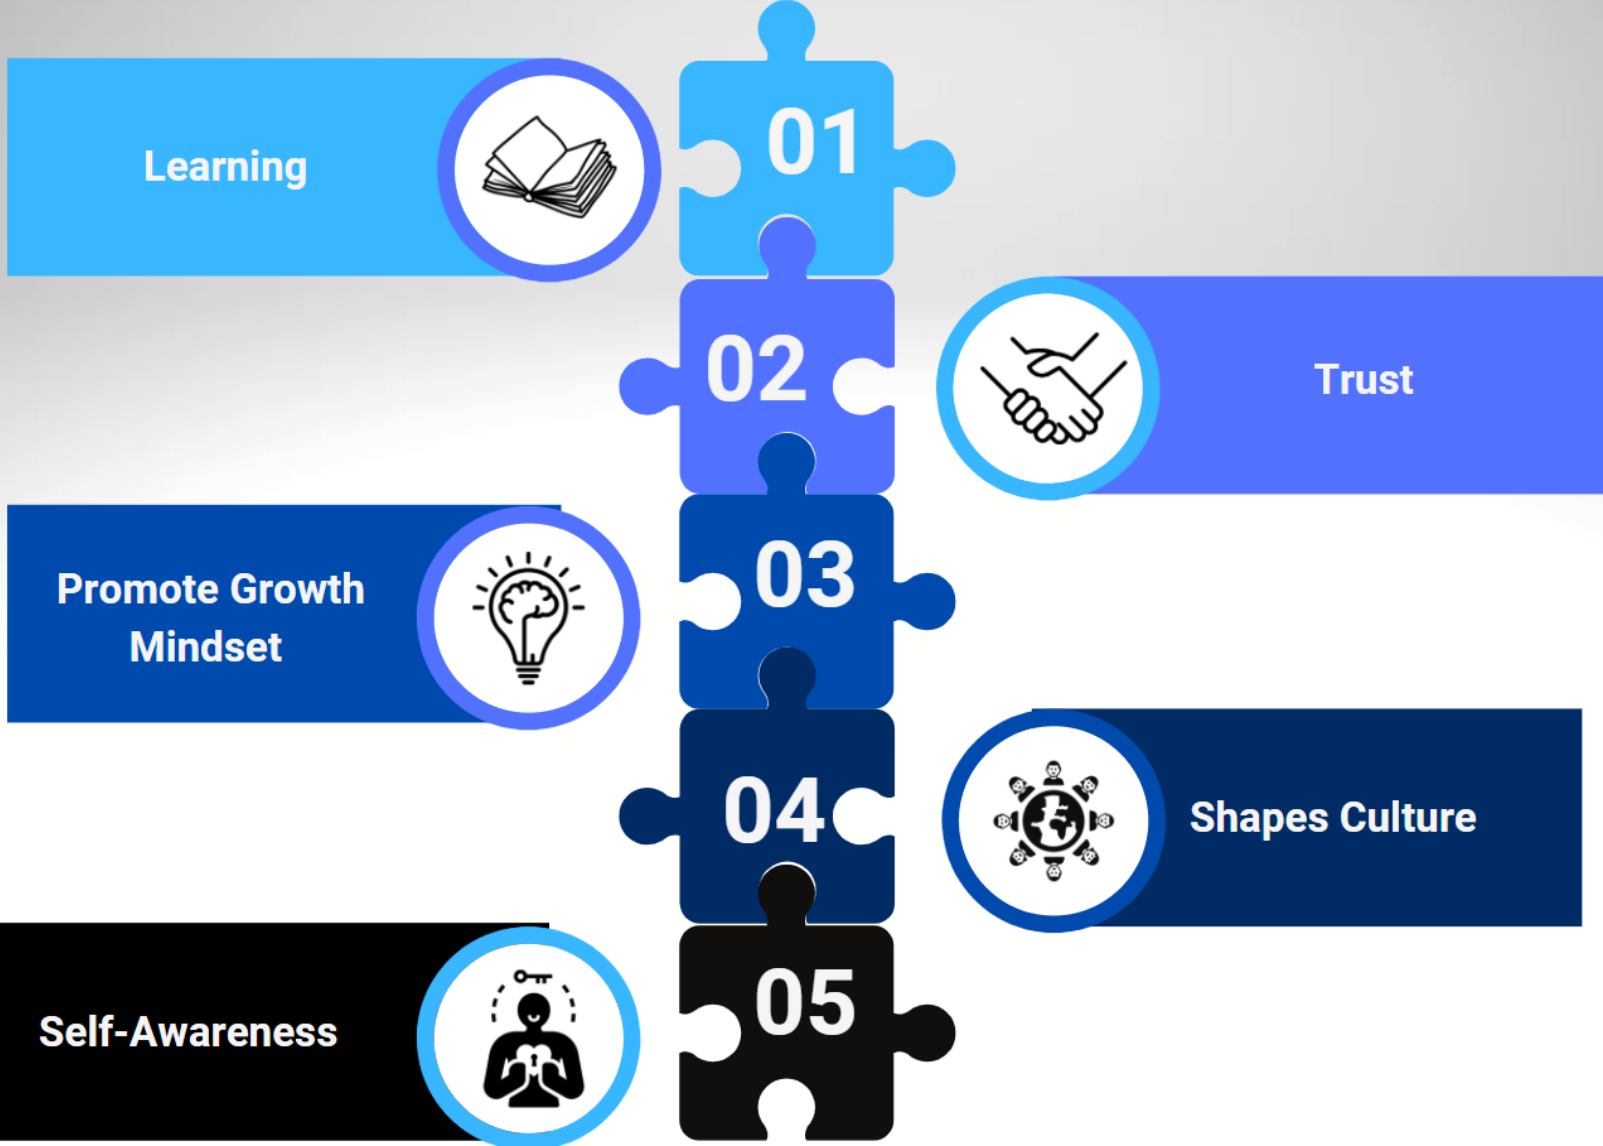 01
Learning
02
Trust
03
Promote Growth
Mindset
04
Shapes Culture
05
Self-Awareness